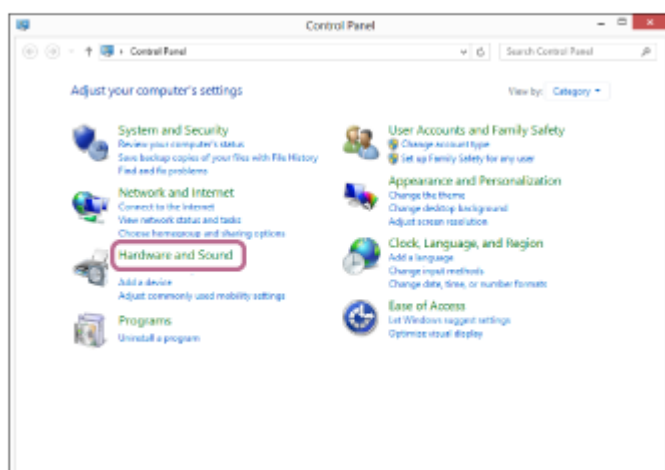 Control Panel
Control Panel
Search Control Panel
Adjust your computer's settings
View by: Category
System and Security
Review your computer's status
Save backup copies of your files with File History
Find and fix problems
Network and Internet
Connect to the Internet
View network status and tasks
Choose homegroup and sharing options
Hardware and Sound
Add a device
Adjust commonly used mobility settings
Programs
Uninstall a program
User Accounts and Family Safety
Change account type
Set up Family Safety for any user
Appearance and Personalization
Change the theme
Change desktop background
Adjust screen resolution
Clock, Language, and Region
Add a language
Change input methods
Change date, time, or number formats
Ease of Access
Let Windows suggest settings
Optimize visual display